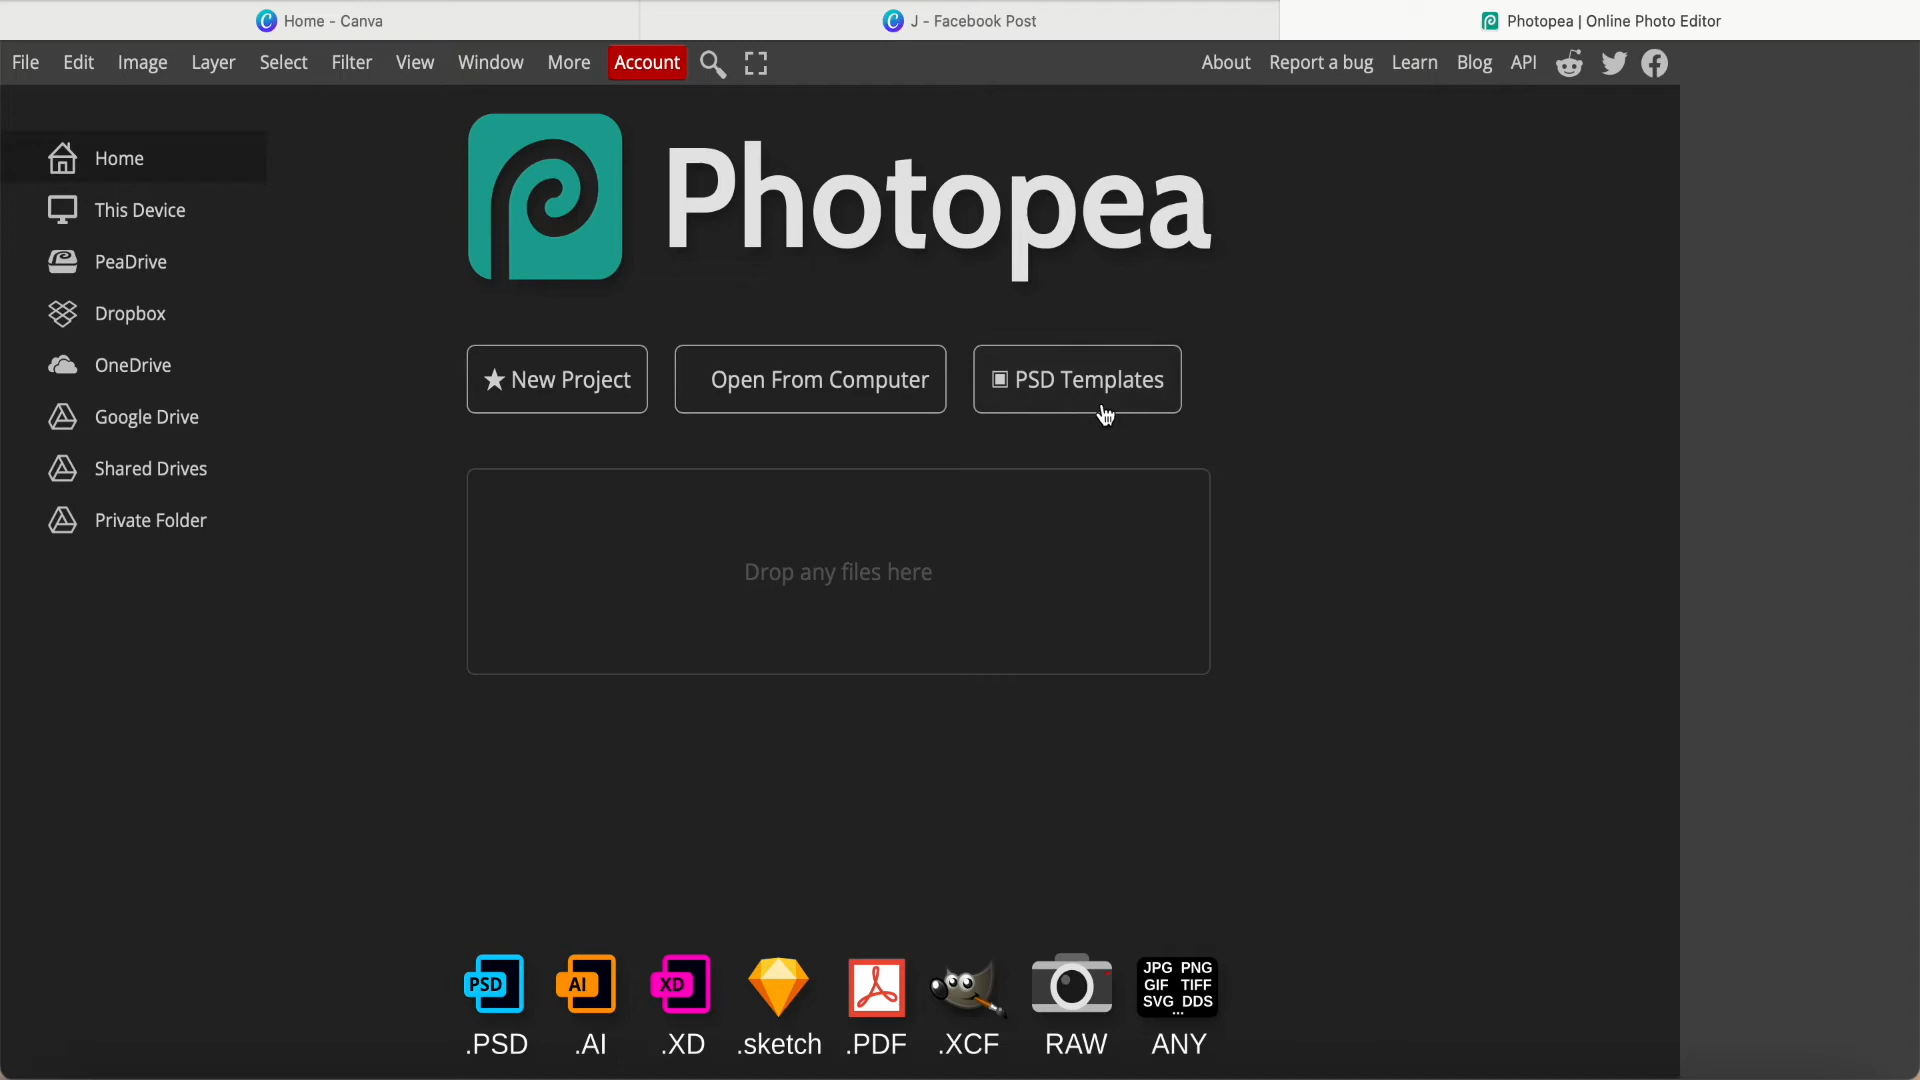 Home - Canva
J - Facebook Post
Photopea | Online Photo Editor
File Edit Image Layer Select Filter View Window More Account
About Report a bug Learn Blog API
Home
This Device
PeaDrive
Dropbox
OneDrive
Google Drive
Shared Drives
Private Folder
Photopea
★ New Project
Open From Computer
PSD Templates
Drop any files here
PSD
AI
XD
JPG PNG
GIF TIFF
SVG DDS
...
.PSD
.AI
.XD
.sketch
.PDF
.XCF
RAW
ANY